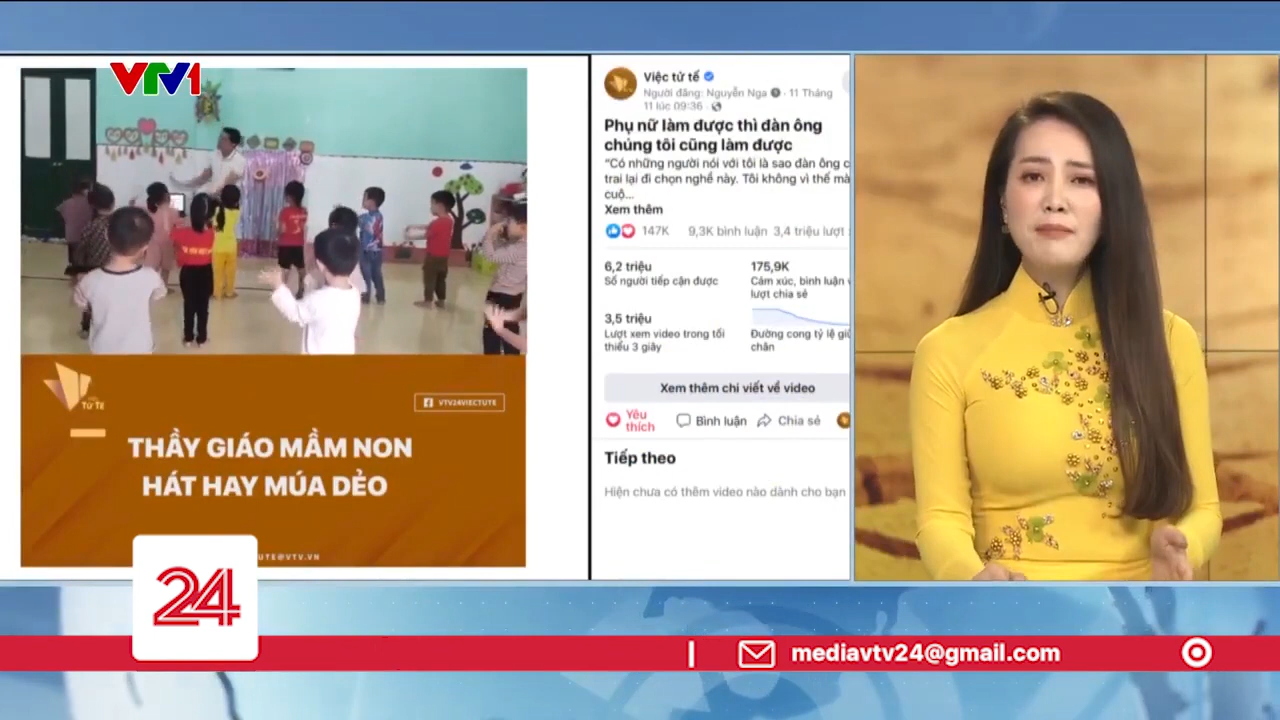 VTV1
TỬ TẾ
VTV24VIECTUTE
THẦY GIÁO MẦM NON
HÁT HAY MÚA DẺO
UTE@VTV.VN
Việc tử tế
Người đăng: Nguyễn Nga · 11 Tháng
11 lúc 09:36 ·
Phụ nữ làm được thì đàn ông
chúng tôi cũng làm được
"Có những người nói với tôi là sao đàn ông c
trai lại đi chọn nghề này. Tôi không vì thế mà
cuộ...
Xem thêm
147K 9,3K bình luận 3,4 triệu lượt
6,2 triệu
Số người tiếp cận được
175,9K
Cảm xúc, bình luận v
lượt chia sẻ
3,5 triệu
Lượt xem video trong tối
thiểu 3 giây
Đường cong tỷ lệ giữ
chân
Xem thêm chi viết về video
Yêu
thích
Bình luận
Chia sẻ
Tiếp theo
Hiện chưa có thêm video nào dành cho bạn
24
mediavtv24@gmail.com